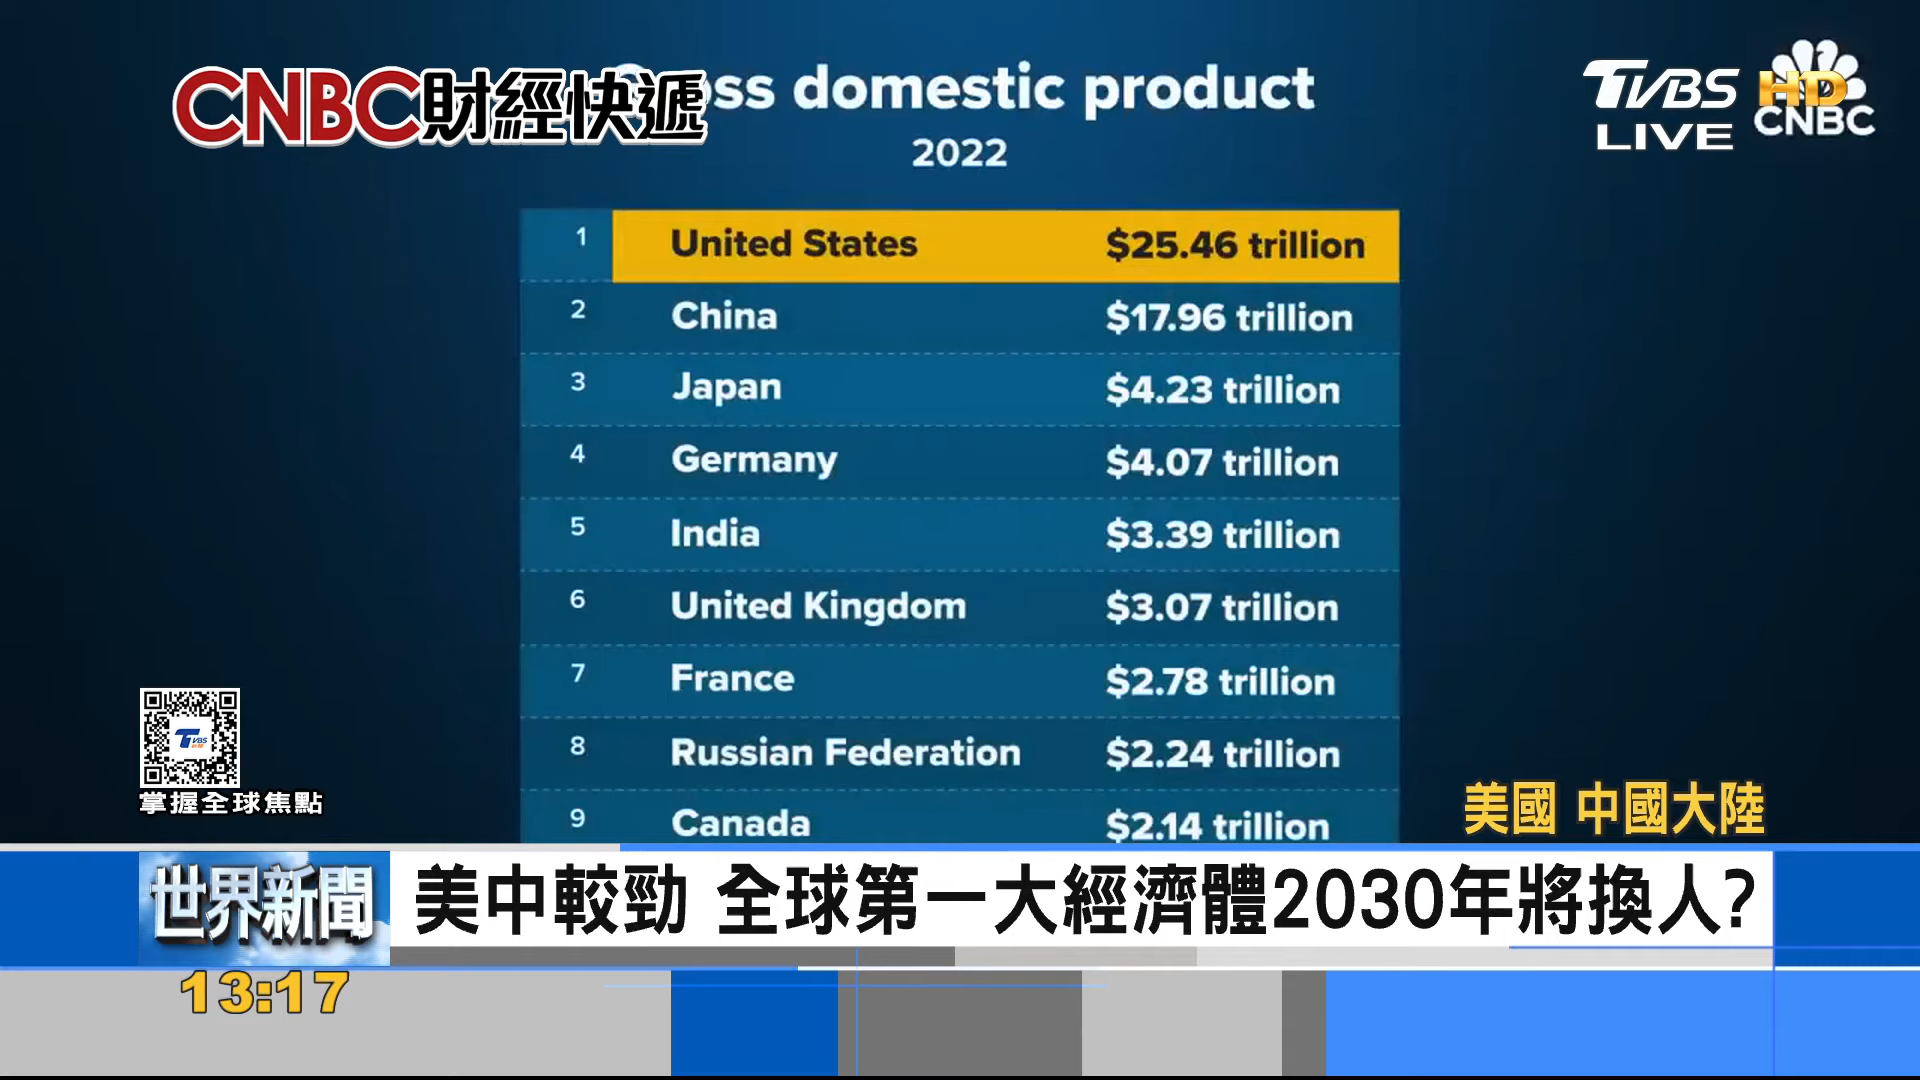 CNBC財經快遞
ss domestic product
2022
TVBS
HD
LIVE
CNBC
1 United States $25.46 trillion
2 China $17.96 trillion
3 Japan $4.23 trillion
4 Germany $4.07 trillion
5 India $3.39 trillion
6 United Kingdom $3.07 trillion
7 France $2.78 trillion
8 Russian Federation $2.24 trillion
9 Canada $2.14 trillion
TVBS
掌握全球焦點
美國 中國大陸
世界新聞
美中較勁 全球第一大經濟體2030年將換人?
13:17